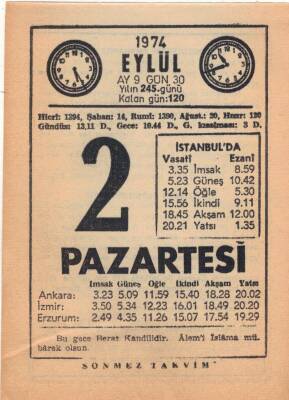 1974
EYLÜL
AY 9 GÜN 30
Yılın 245.günü
Kalan gün:120
Hicrî: 1394, Şaban: 14, Rumî: 1390, Ağust.: 20, Hızır: 120
Gündüz: 13.11 D., Gece: 10.44 D., G. kısalması: 3 D.
2
İSTANBUL'DA
Vasatî Ezanî
3.35 İmsak 8.59
5.23 Güneş 10.42
12.14 Öğle 5.30
15.56 İkindi 9.11
18.45 Akşam 12.00
20.21 Yatsı 1.35
PAZARTESİ
İmsak Güneş Öğle İkindi Akşam Yatsı
Ankara: 3.23 5.09 11.59 15.40 18.28 20.02
İzmir: 3.50 5.34 12.23 16.01 18.49 20.20
Erzurum: 2.49 4.35 11.26 15.07 17.54 19.29
Bu gece Berat Kandilidir. Âlem'i İslâma mü.
bârek olsun.
SÖNMEZ TAKVİM